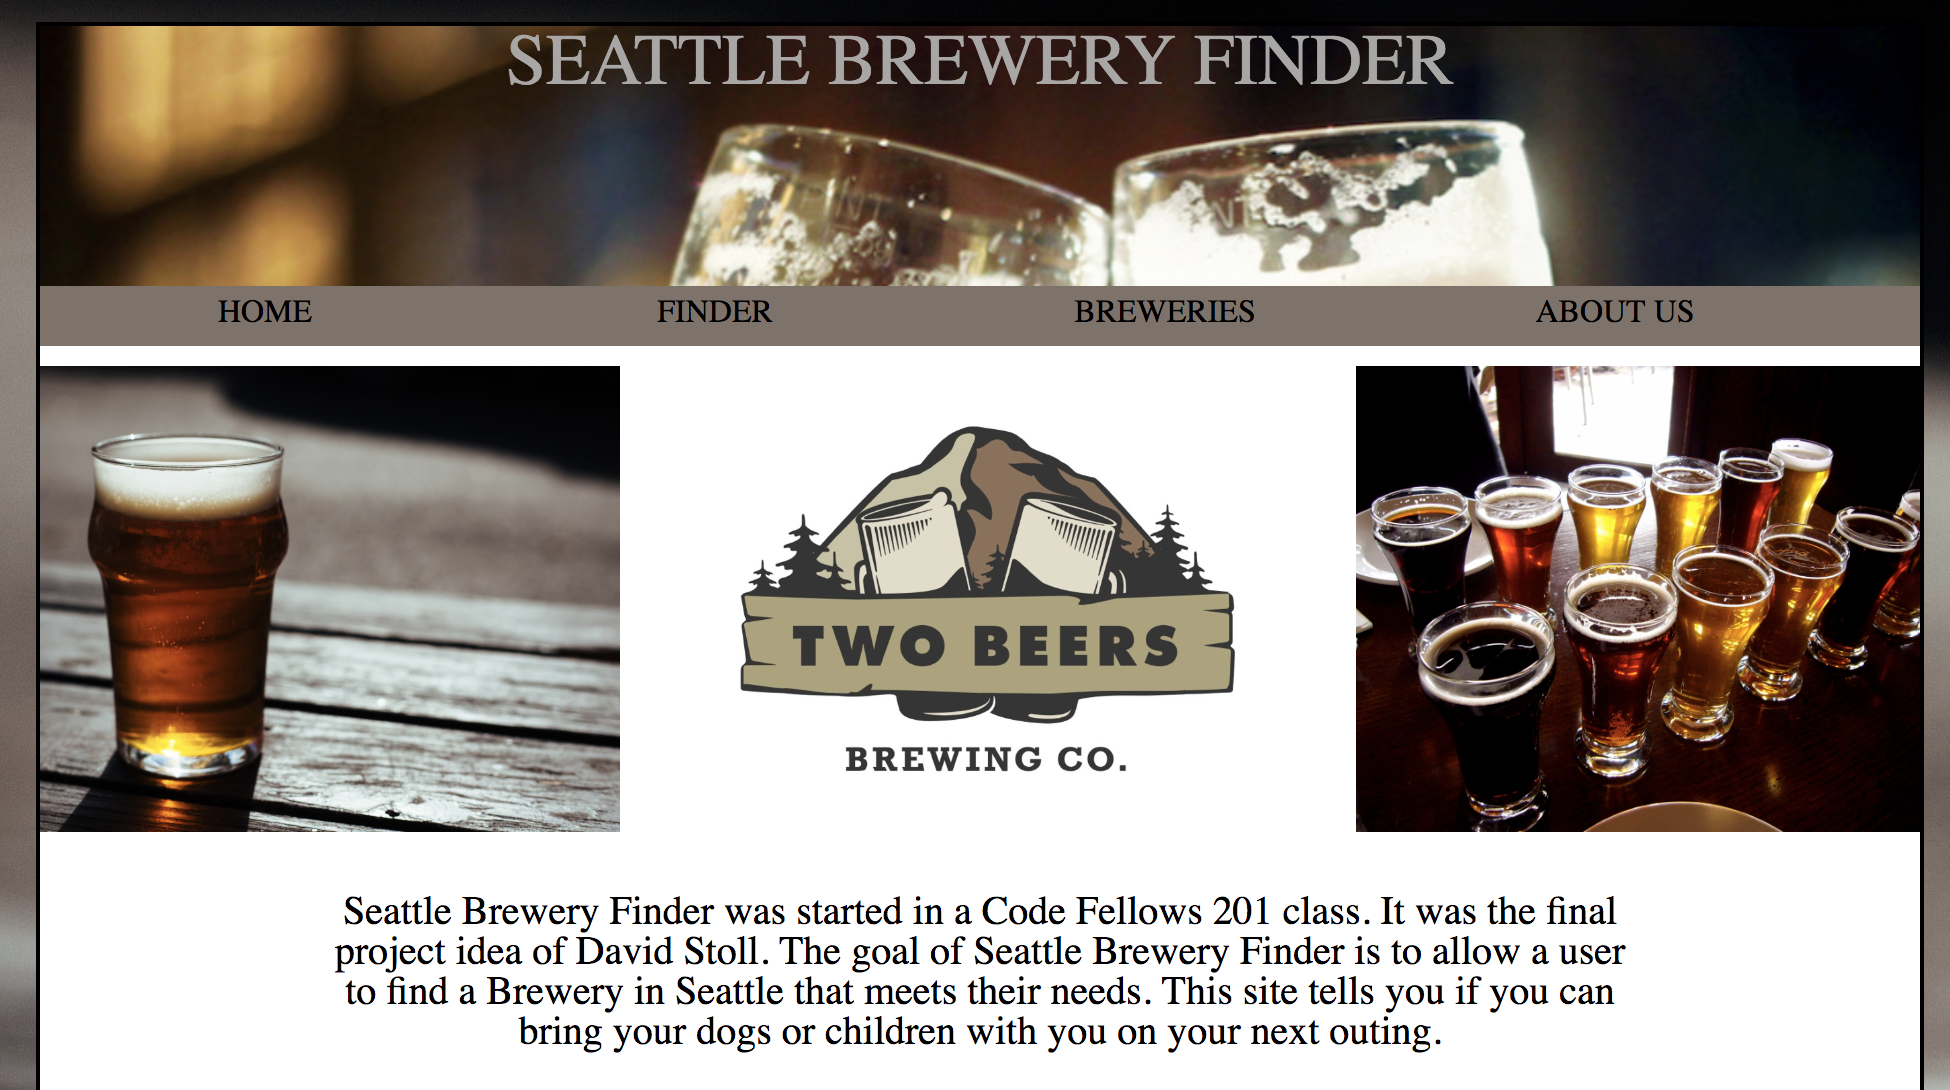 SEATTLE BREWERY FINDER
HOME FINDER BREWERIES ABOUT US
TWO BEERS
BREWING CO.
Seattle Brewery Finder was started in a Code Fellows 201 class. It was the final
project idea of David Stoll. The goal of Seattle Brewery Finder is to allow a user
to find a Brewery in Seattle that meets their needs. This site tells you if you can
bring your dogs or children with you on your next outing.